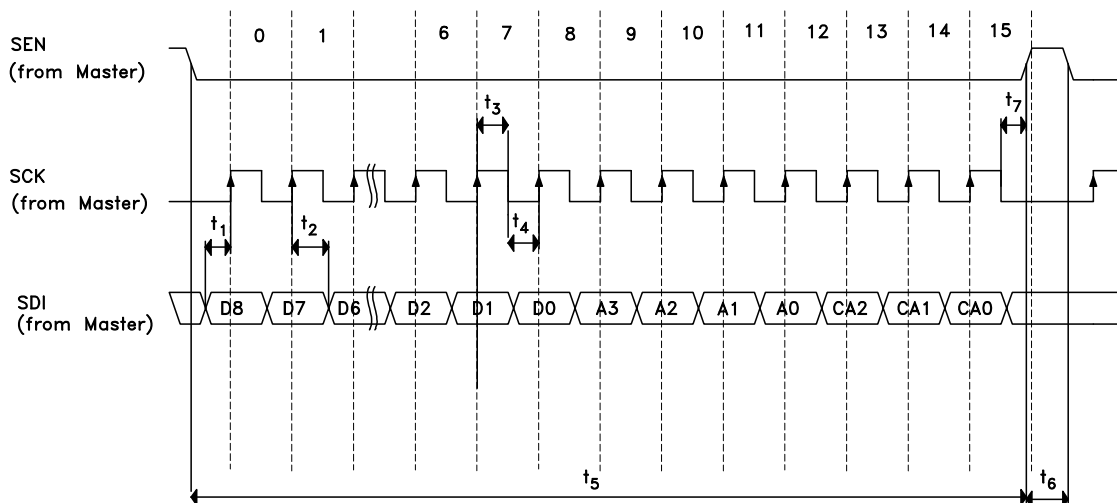 0 1 6 7 8 9 10 11 12 13 14 15
SEN
(from Master)
t3 t7
SCK
(from Master)
t1 t2 t4
SDI
(from Master)
D8 D7 D6 D2 D1 D0 A3 A2 A1 A0 CA2 CA1 CA0
t5 t6